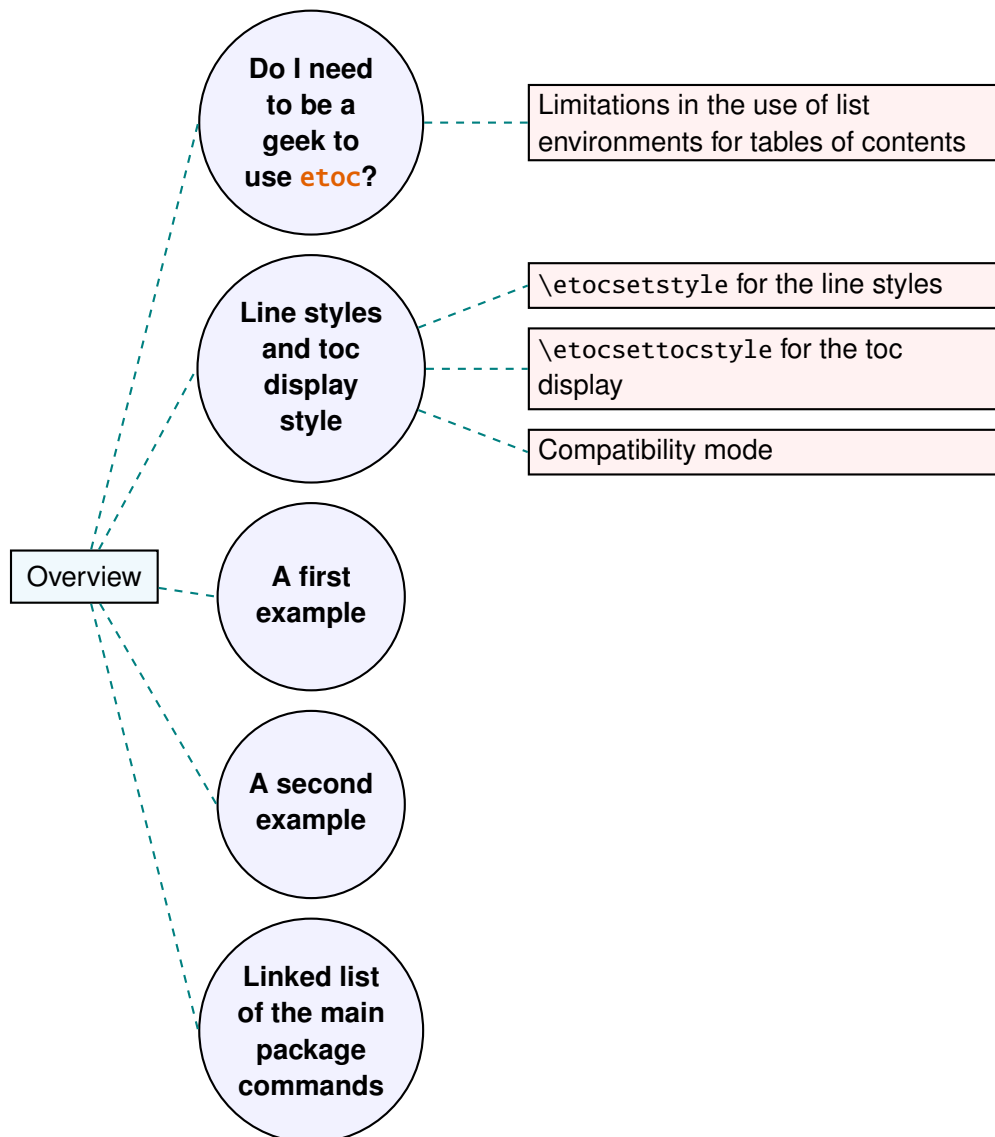 Do I need
to be a
geek to
use etoc?
Limitations in the use of list
environments for tables of contents
Line styles
and toc
display
style
\etocsetstyle for the line styles
\etocsettocstyle for the toc
display
Compatibility mode
Overview
A first
example
A second
example
Linked list
of the main
package
commands